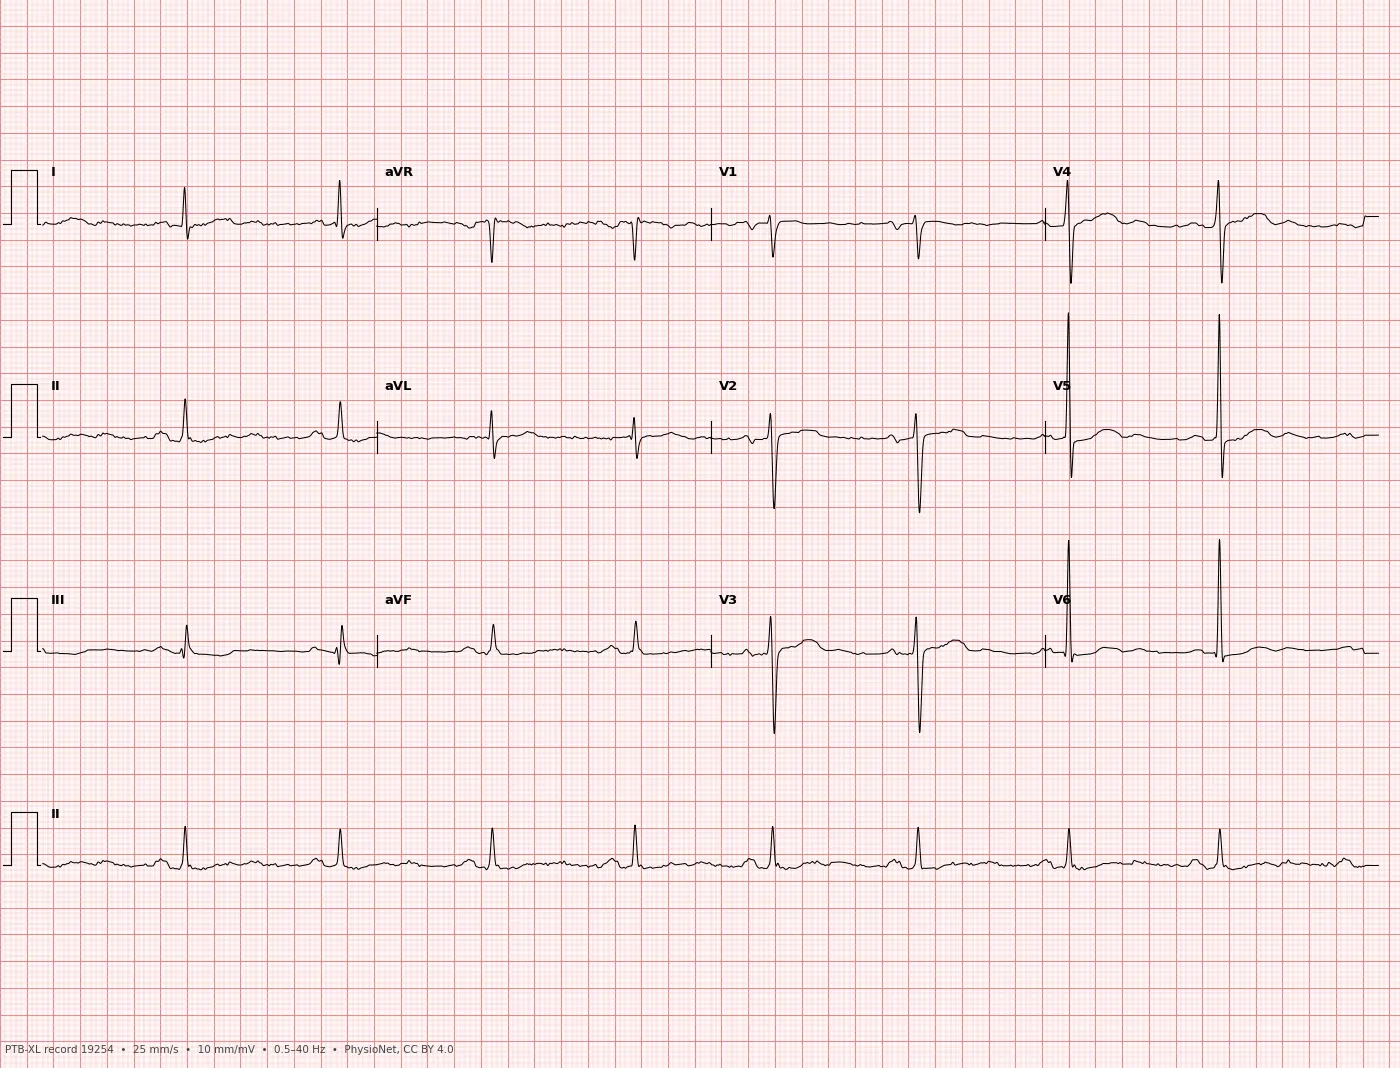 I aVR V1 V4
II aVL V2 V5
III aVF V3 V6
II
PTB-XL record 19254 • 25 mm/s • 10 mm/mV • 0.5–40 Hz • PhysioNet, CC BY 4.0